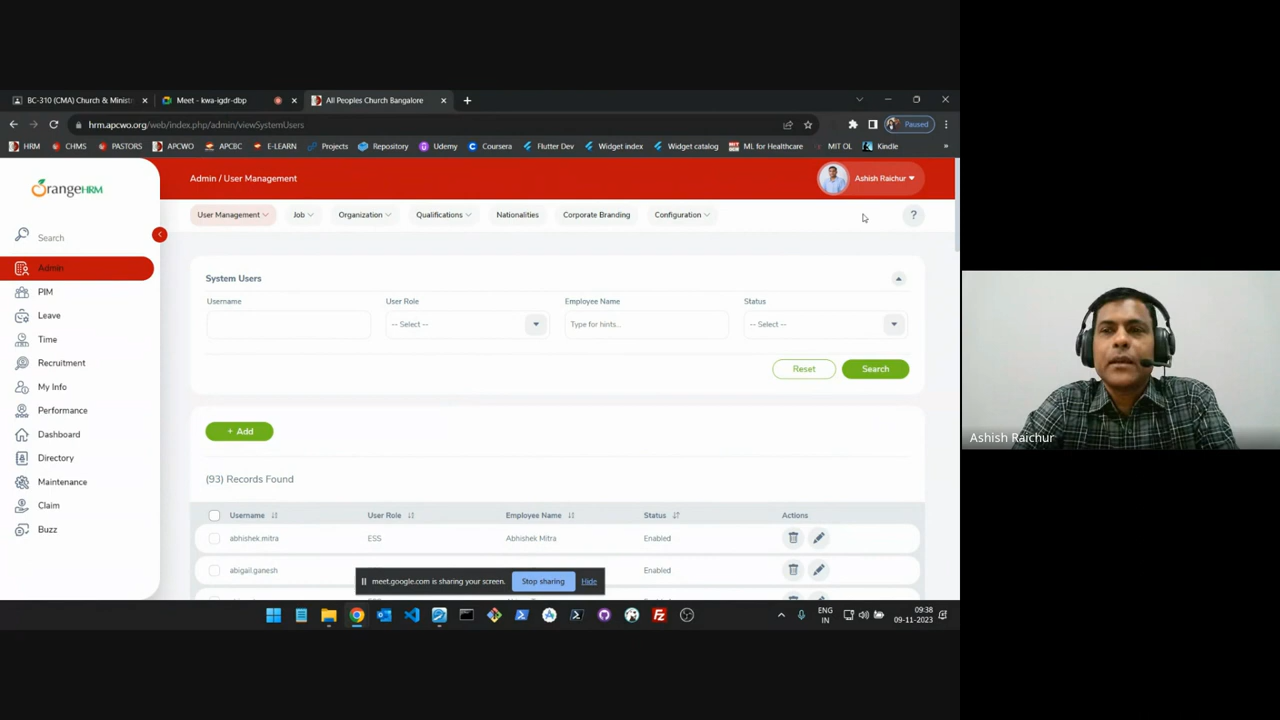 BC-310 (CMA) Church & Ministr
Meet - kwa-igdr-dbp
All Peoples Church Bangalore
hrm.apcwo.org/web/index.php/admin/viewSystemUsers
Paused
HRM CHMS PASTORS APCWO APCBC E-LEARN Projects Repository Udemy Coursera Flutter Dev Widget index Widget catalog ML for Healthcare MIT OL Kindle »
OrangeHRM
Admin / User Management
Ashish Raichur
User Management Job Organization Qualifications Nationalities Corporate Branding Configuration ?
Search
Admin
PIM
Leave
Time
Recruitment
My Info
Performance
Dashboard
Directory
Maintenance
Claim
Buzz
System Users
Username User Role Employee Name Status
-- Select -- Type for hints... -- Select --
Reset Search
+ Add
(93) Records Found
Username User Role Employee Name Status Actions
abhishek.mitra ESS Abhishek Mitra Enabled
abigail.ganesh Enabled
meet.google.com is sharing your screen. Stop sharing Hide
ENG
IN
09:38
09-11-2023
Ashish Raichur